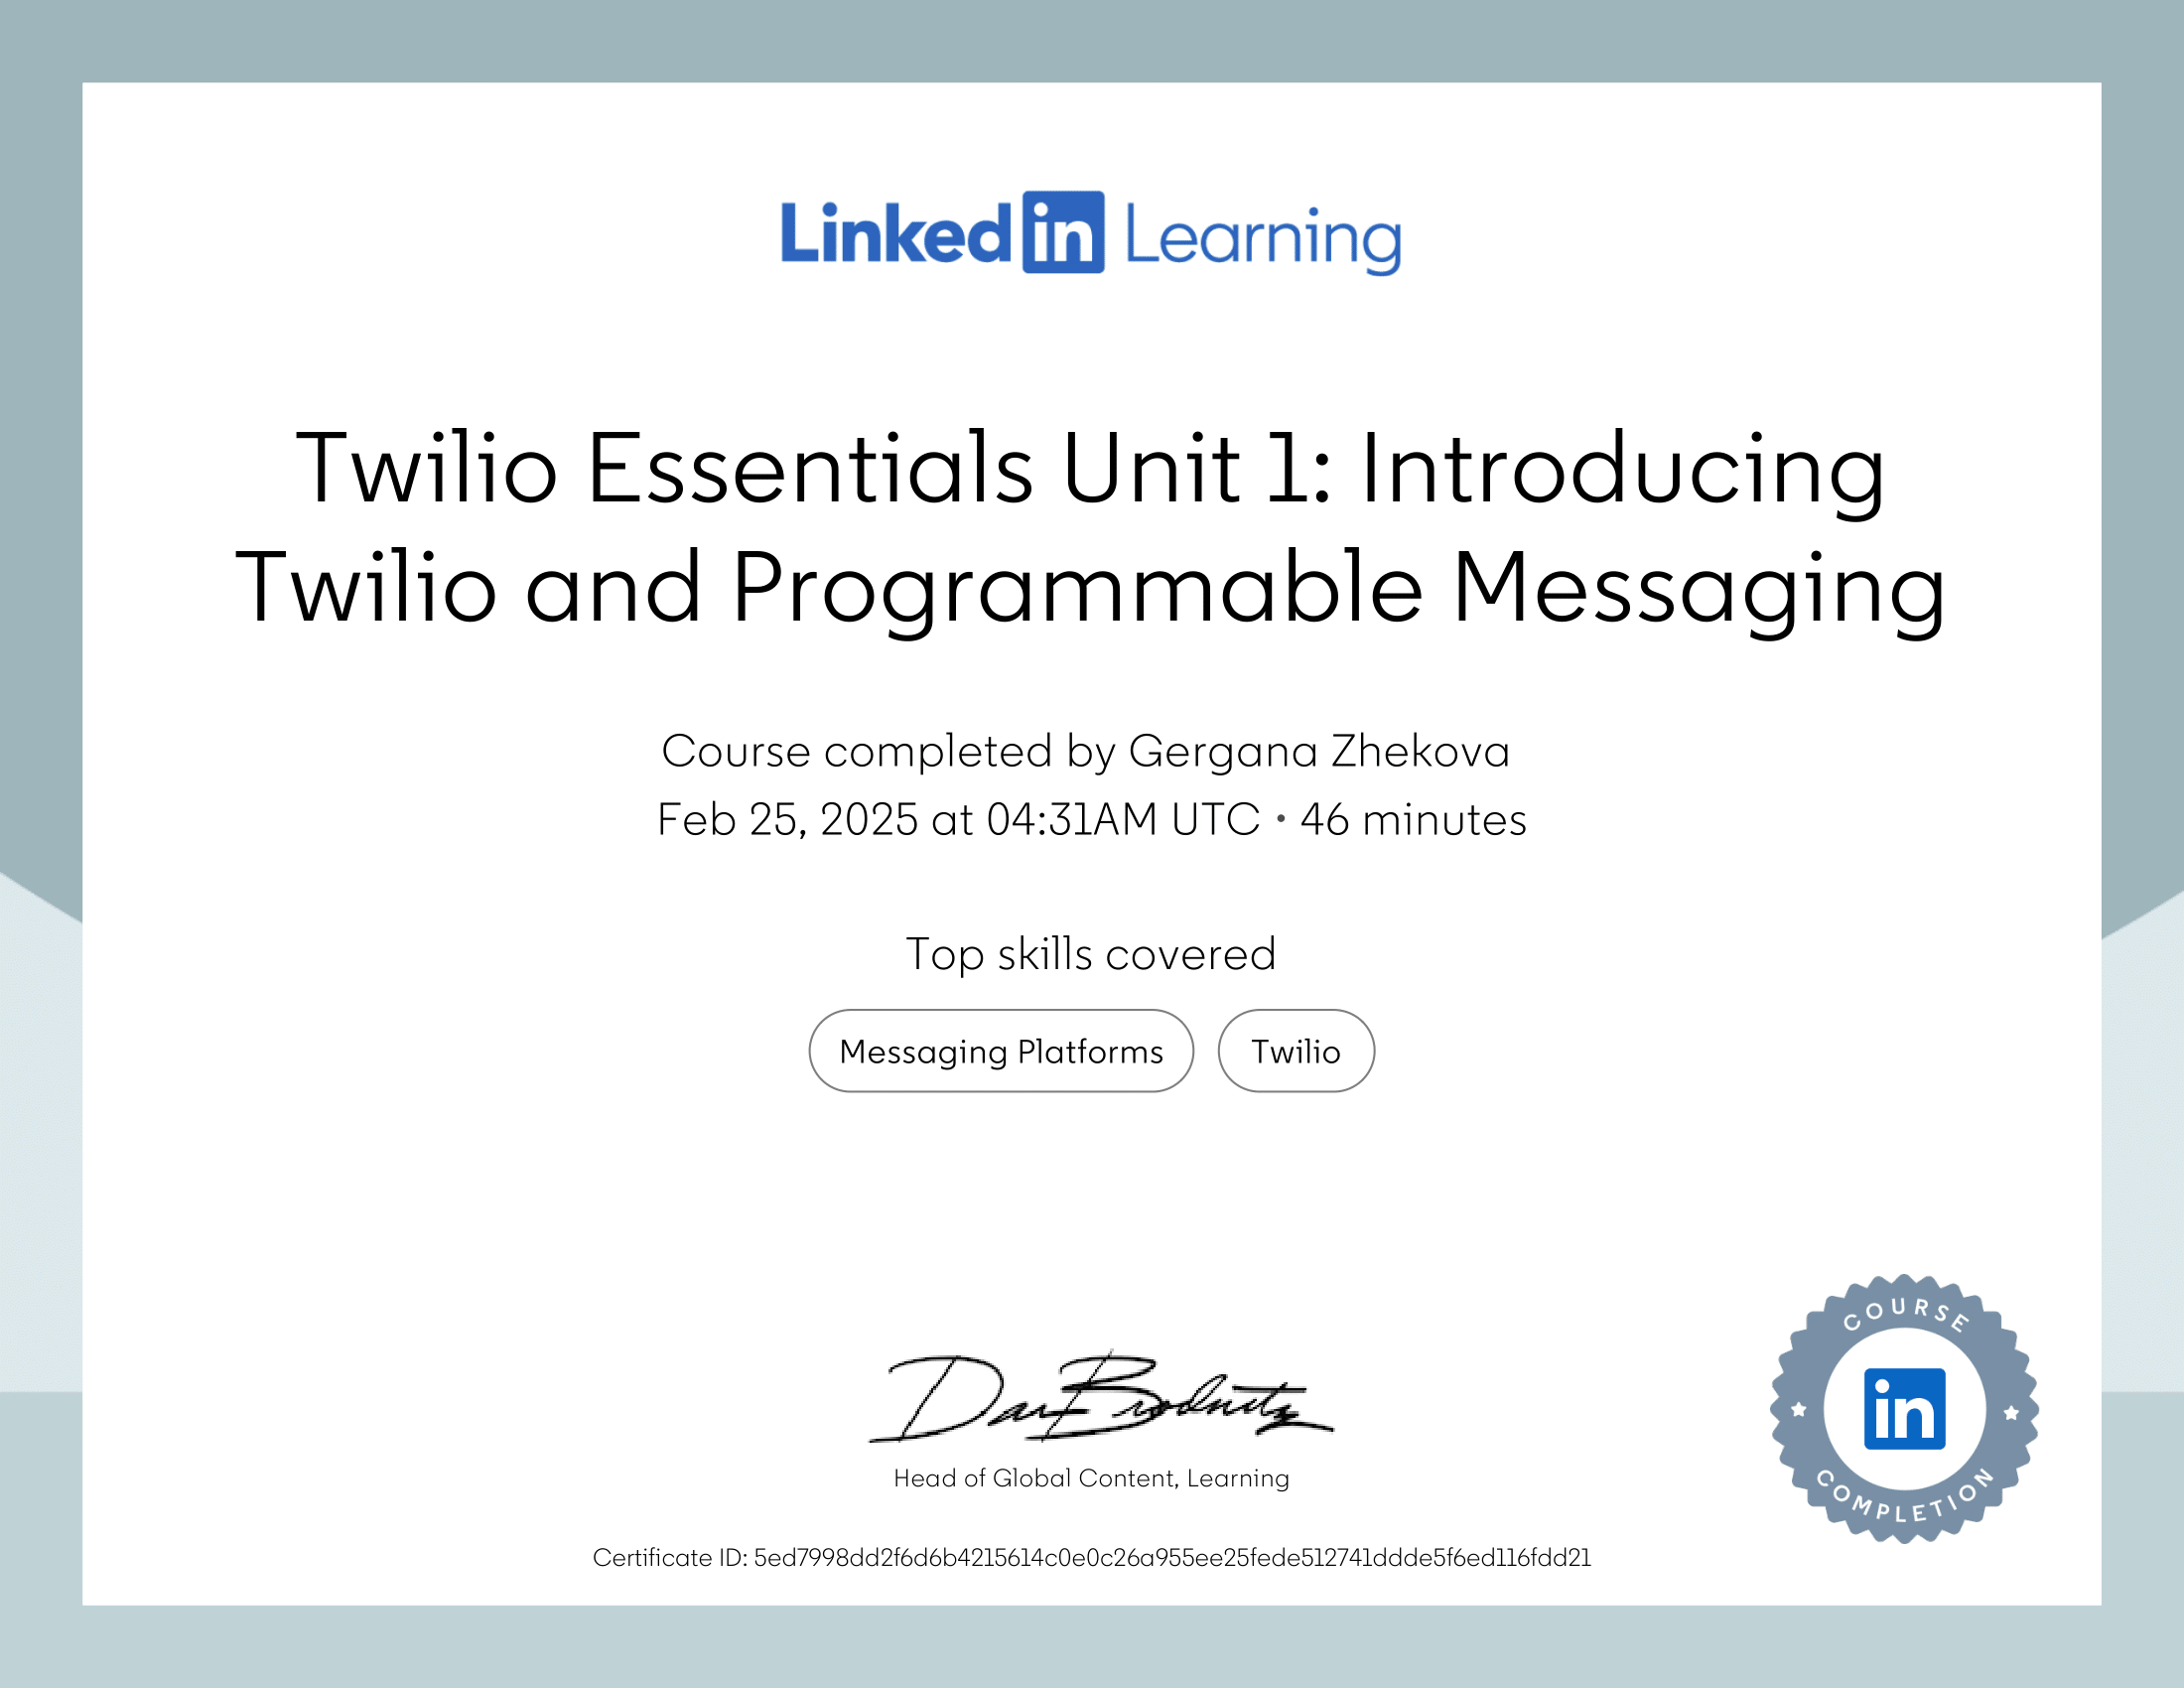 Linked in Learning
Twilio Essentials Unit 1: Introducing
Twilio and Programmable Messaging
Course completed by Gergana Zhekova
Feb 25, 2025 at 04:31AM UTC • 46 minutes
Top skills covered
Messaging Platforms
Twilio
Head of Global Content, Learning
Certificate ID: 5ed7998dd2f6d6b4215614c0e0c26a955ee25fede512741ddde5f6ed116fdd21
COURSE
in
COMPLETION